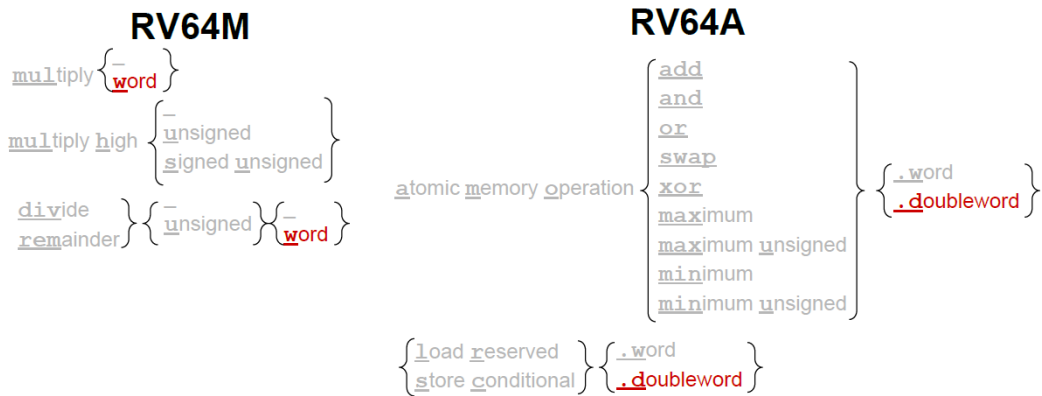 RV64M
multiply { _
word }
multiply high { _
unsigned
signed unsigned }
divide
remainder } { _
unsigned } { _
word }
RV64A
atomic memory operation { add
and
or
swap
xor
maximum
maximum unsigned
minimum
minimum unsigned } { .word
.doubleword }
{ load reserved
store conditional } { .word
.doubleword }